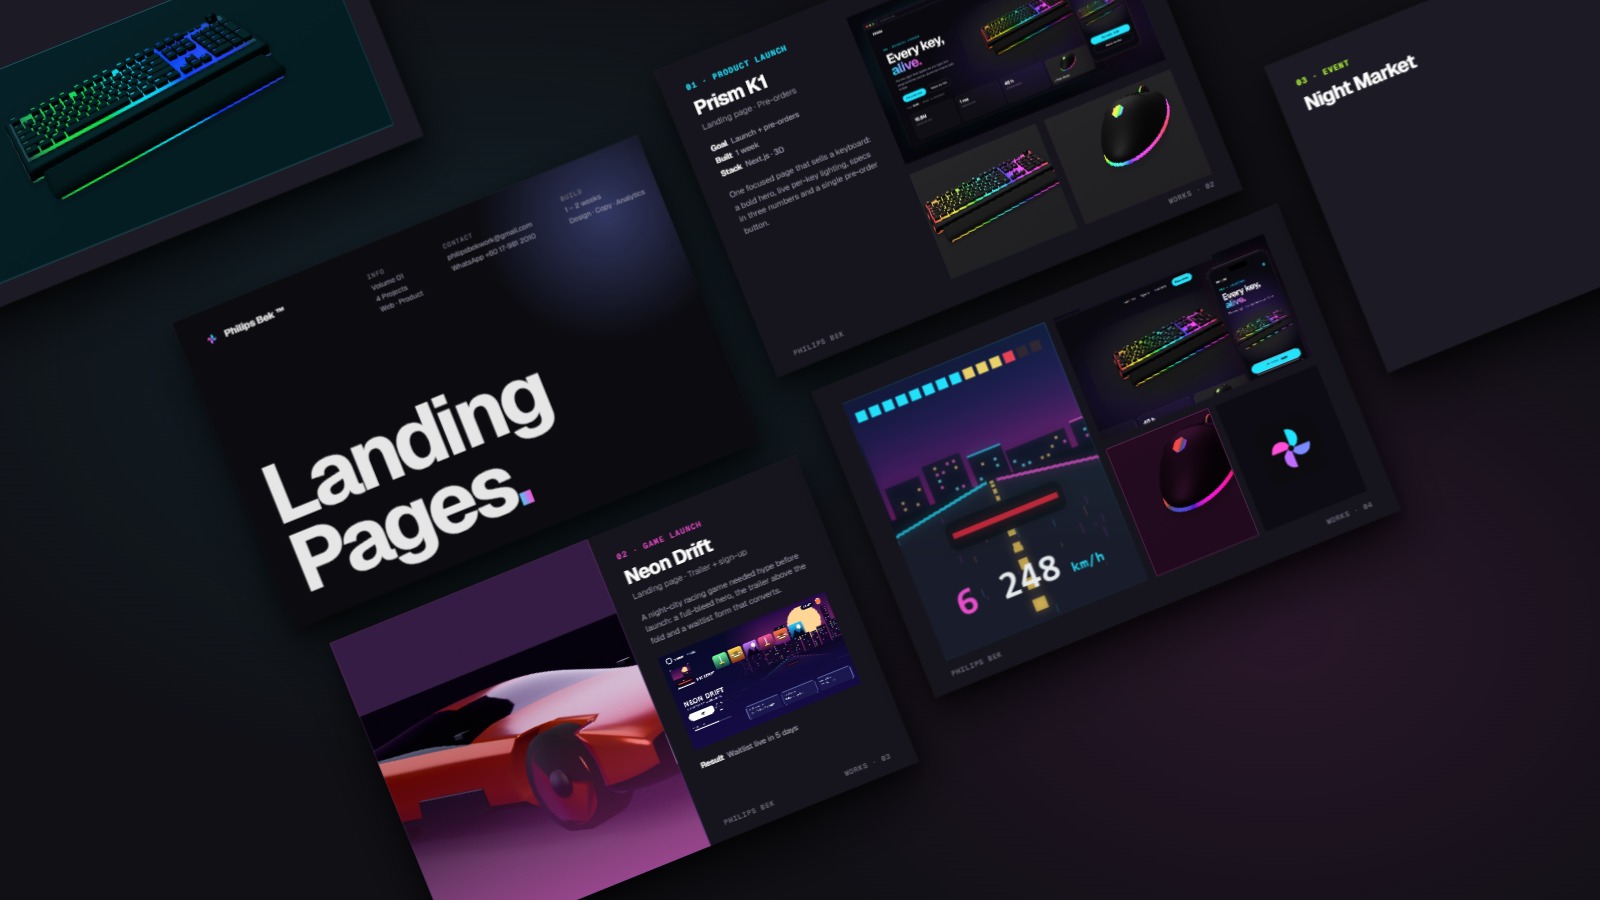 Philips Bek ™
INFO
Volume 01
4 Projects
Web · Product
CONTACT
philipsbekwork@gmail.com
WhatsApp +60 17-981 2010
BUILD
1 – 2 weeks
Design · Copy · Analytics
Landing
Pages.
01 · PRODUCT LAUNCH
Prism K1
Landing page · Pre-orders
Goal Launch + pre-orders
Built 1 week
Stack Next.js · 3D
One focused page that sells a keyboard:
a bold hero, live per-key lighting, specs
in three numbers and a single pre-order
button.
Every key,
alive.
PHILIPS BEK
WORKS · 02
02 · GAME LAUNCH
Neon Drift
Landing page · Trailer + sign-up
A night-city racing game needed hype before
launch: a full-bleed hero, the trailer above the
fold and a waitlist form that converts.
NEON DRIFT
Result Waitlist live in 5 days
PHILIPS BEK
WORKS · 03
6 248 km/h
Every key,
alive.
PHILIPS BEK
WORKS · 04
03 · EVENT
Night Market